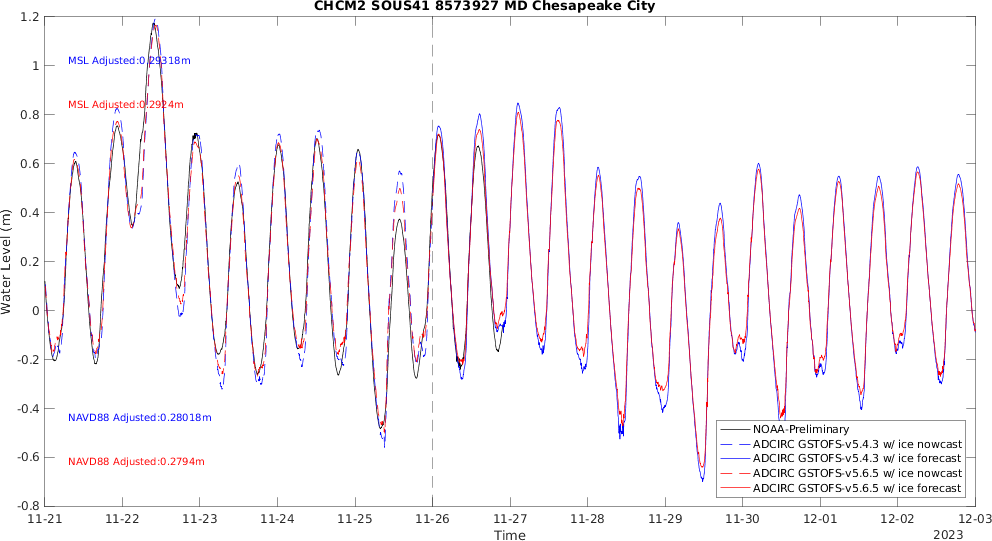 CHCM2 SOUS41 8573927 MD Chesapeake City
1.2
1
0.8
0.6
0.4
0.2
0
-0.2
-0.4
-0.6
-0.8
Water Level (m)
MSL Adjusted:0.29318m
MSL Adjusted:0.2924m
NAVD88 Adjusted:0.28018m
NAVD88 Adjusted:0.2794m
NOAA-Preliminary
ADCIRC GSTOFS-v5.4.3 w/ ice nowcast
ADCIRC GSTOFS-v5.4.3 w/ ice forecast
ADCIRC GSTOFS-v5.6.5 w/ ice nowcast
ADCIRC GSTOFS-v5.6.5 w/ ice forecast
11-21 11-22 11-23 11-24 11-25 11-26 11-27 11-28 11-29 11-30 12-01 12-02 12-03
Time
2023